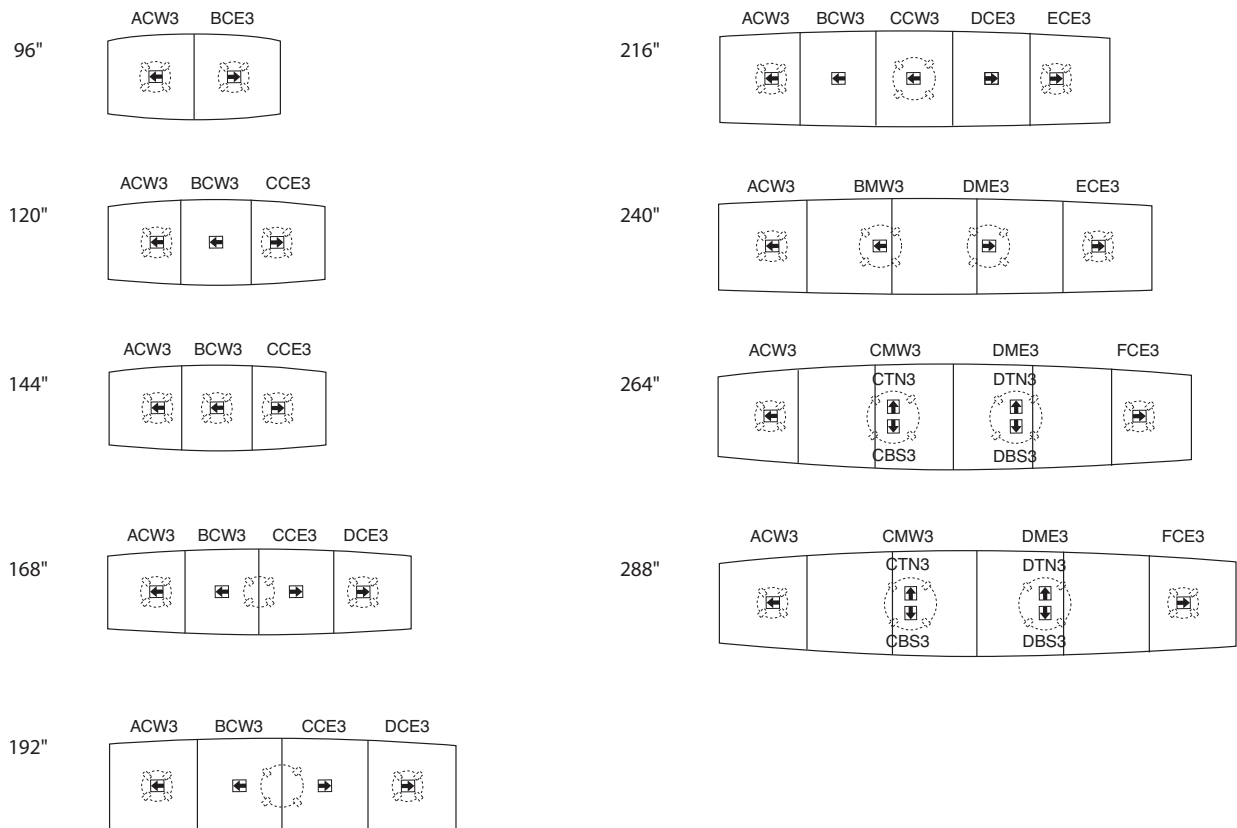 ACW3 BCE3
96"
ACW3 BCW3 CCE3
120"
ACW3 BCW3 CCE3
144"
ACW3 BCW3 CCE3 DCE3
168"
ACW3 BCW3 CCE3 DCE3
192"
ACW3 BCW3 CCW3 DCE3 ECE3
216"
ACW3 BMW3 DME3 ECE3
240"
ACW3 CMW3 DME3 FCE3
CTN3 DTN3
264"
CBS3 DBS3
ACW3 CMW3 DME3 FCE3
CTN3 DTN3
288"
CBS3 DBS3